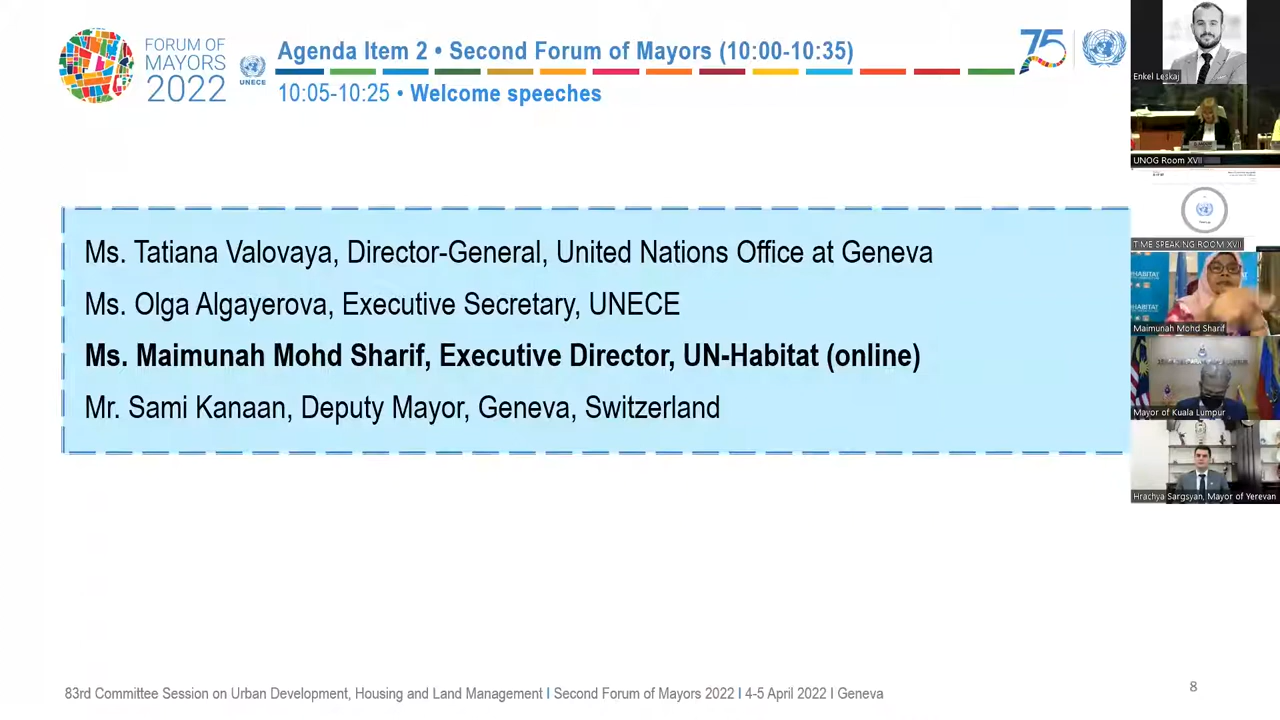 FORUM OF
MAYORS
2022
UNECE
Agenda Item 2 • Second Forum of Mayors (10:00-10:35)
10:05-10:25 • Welcome speeches
75
Ms. Tatiana Valovaya, Director-General, United Nations Office at Geneva
Ms. Olga Algayerova, Executive Secretary, UNECE
Ms. Maimunah Mohd Sharif, Executive Director, UN-Habitat (online)
Mr. Sami Kanaan, Deputy Mayor, Geneva, Switzerland
Enkel Leskaj
UNOG Room XVII
TIME SPEAKING ROOM XVII
HABITAT
Maimunah Mohd Sharif
Mayor of Kuala Lumpur
Hrachya Sargsyan, Mayor of Yerevan
83rd Committee Session on Urban Development, Housing and Land Management I Second Forum of Mayors 2022 I 4-5 April 2022 I Geneva
8